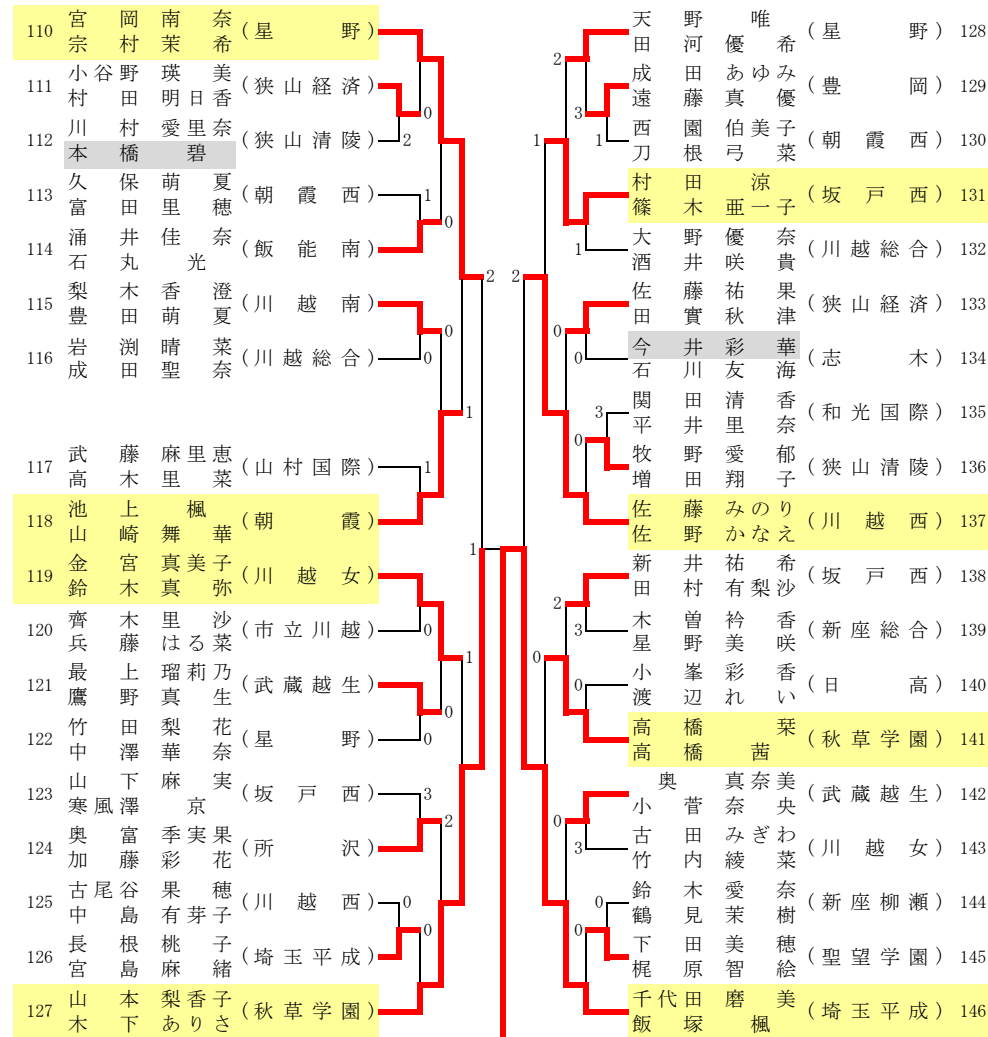 110 宮岡南奈 (星野)
宗村茉希
111 小谷野瑛美 (狭山経済)
村田明日香
0
112 川村愛里奈 (狭山清陵) 2
本橋碧
113 久保萌夏 (朝霞西) 1
富田里穂
0
114 涌井佳奈 (飯能南)
石丸光
2
115 梨木香澄 (川越南)
豊田萌夏
0
116 岩渕晴菜 (川越総合) 0
成田聖奈
1
117 武藤麻里恵 (山村国際) 1
高木里菜
118 池上楓 (朝霞)
山崎舞華
1
119 金宮真美子 (川越女)
鈴木真弥
120 齊木里沙 (市立川越) 0
兵藤はる菜
1
121 最上瑠莉乃 (武蔵越生)
鷹野真生
0
122 竹田梨花 (星野) 0
中澤華奈
123 山下麻実 (坂戸西) 3
寒風澤京
2
124 奥富季実果 (所沢)
加藤彩花
125 古尾谷果穂 (川越西) 0
中島有芽子
0
126 長根桃子 (埼玉平成)
宮島麻緒
127 山本梨香子 (秋草学園)
木下ありさ
天野唯 (星野) 128
田河優希
2
成田あゆみ (豊岡) 129
遠藤真優
3
1 西園伯美子 (朝霞西) 130
刀根弓菜
1
村田涼 (坂戸西) 131
篠木亜一子
1 大野優奈 (川越総合) 132
酒井咲貴
2
佐藤祐果 (狭山経済) 133
田實秋津
0
0 今井彩華 (志木) 134
石川友海
3 関田清香 (和光国際) 135
平井里奈
0
牧野愛郁 (狭山清陵) 136
増田翔子
佐藤みのり (川越西) 137
佐野かなえ
新井祐希 (坂戸西) 138
田村有梨沙
2
3 木曽衿香 (新座総合) 139
星野美咲
0
0 小峯彩香 (日高) 140
渡辺れい
高橋栞 (秋草学園) 141
高橋茜
奥真奈美 (武蔵越生) 142
小菅奈央
0
3 古田みぎわ (川越女) 143
竹内綾菜
0 鈴木愛奈 (新座柳瀬) 144
鶴見茉樹
0
下田美穂 (聖望学園) 145
梶原智絵
千代田磨美 (埼玉平成) 146
飯塚楓